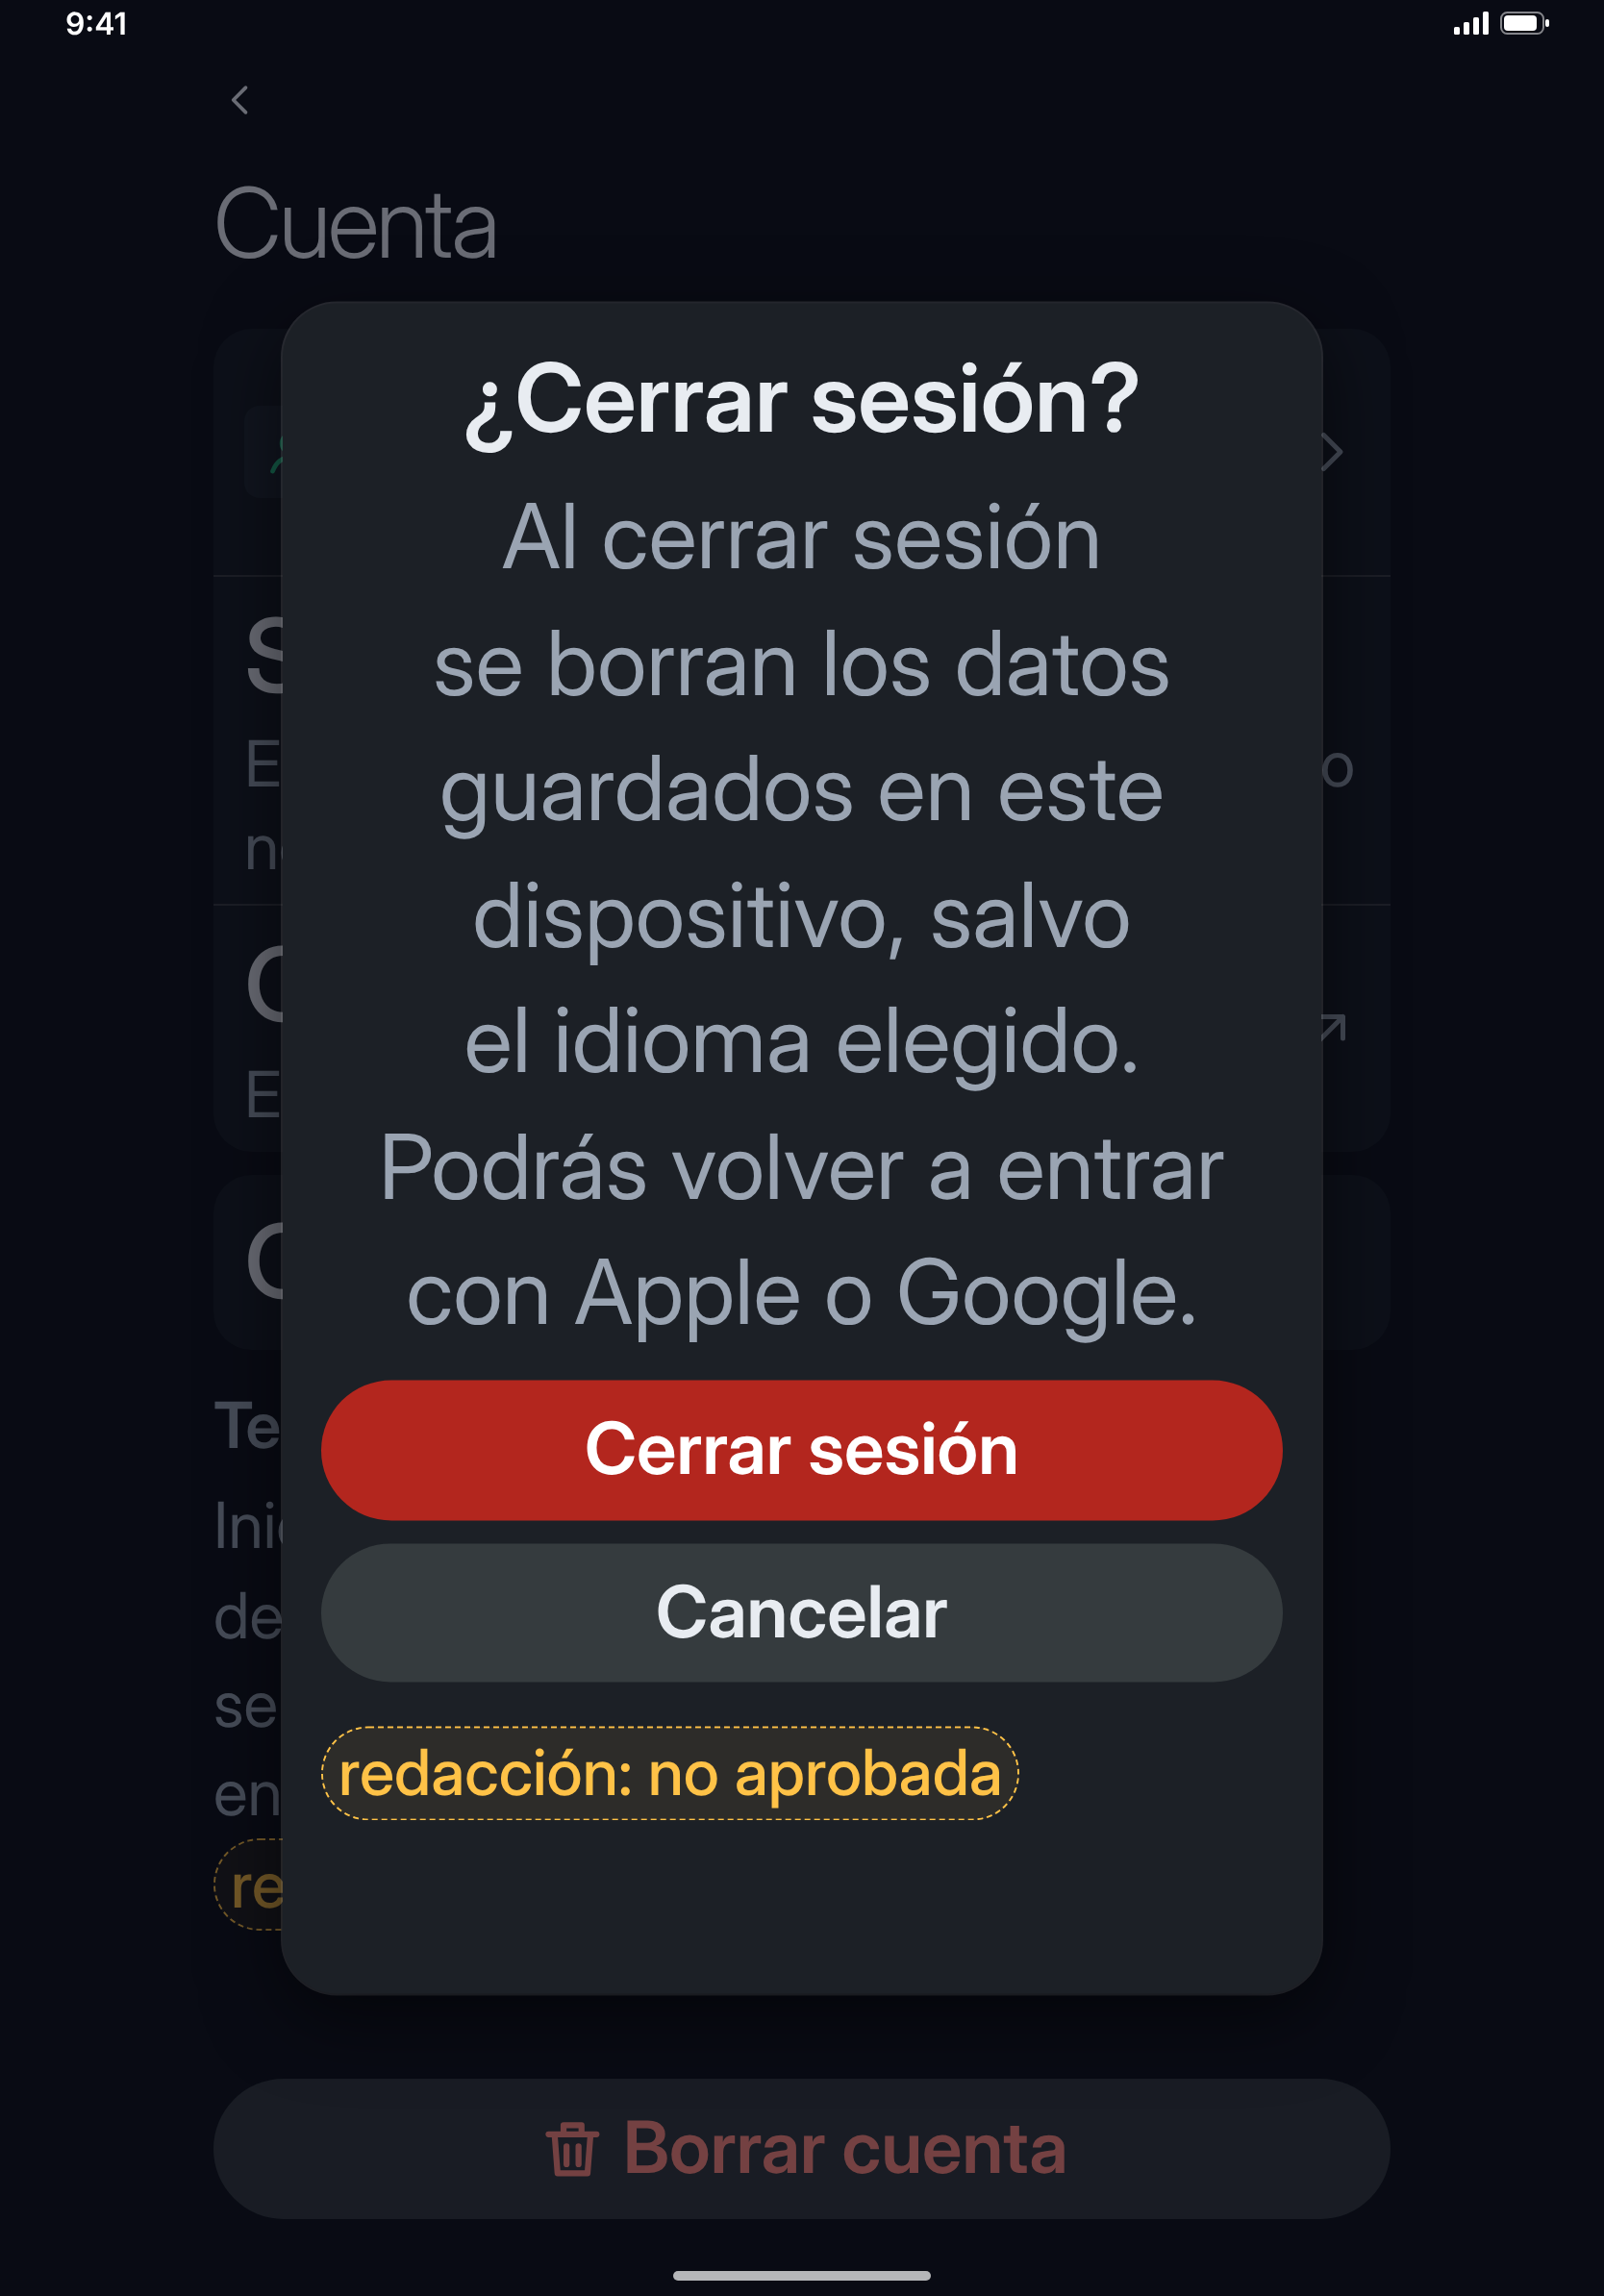 9:41
Cuenta
¿Cerrar sesión?
Al cerrar sesión
se borran los datos
guardados en este
dispositivo, salvo
el idioma elegido.
Podrás volver a entrar
con Apple o Google.
Cerrar sesión
Cancelar
redacción: no aprobada
Borrar cuenta